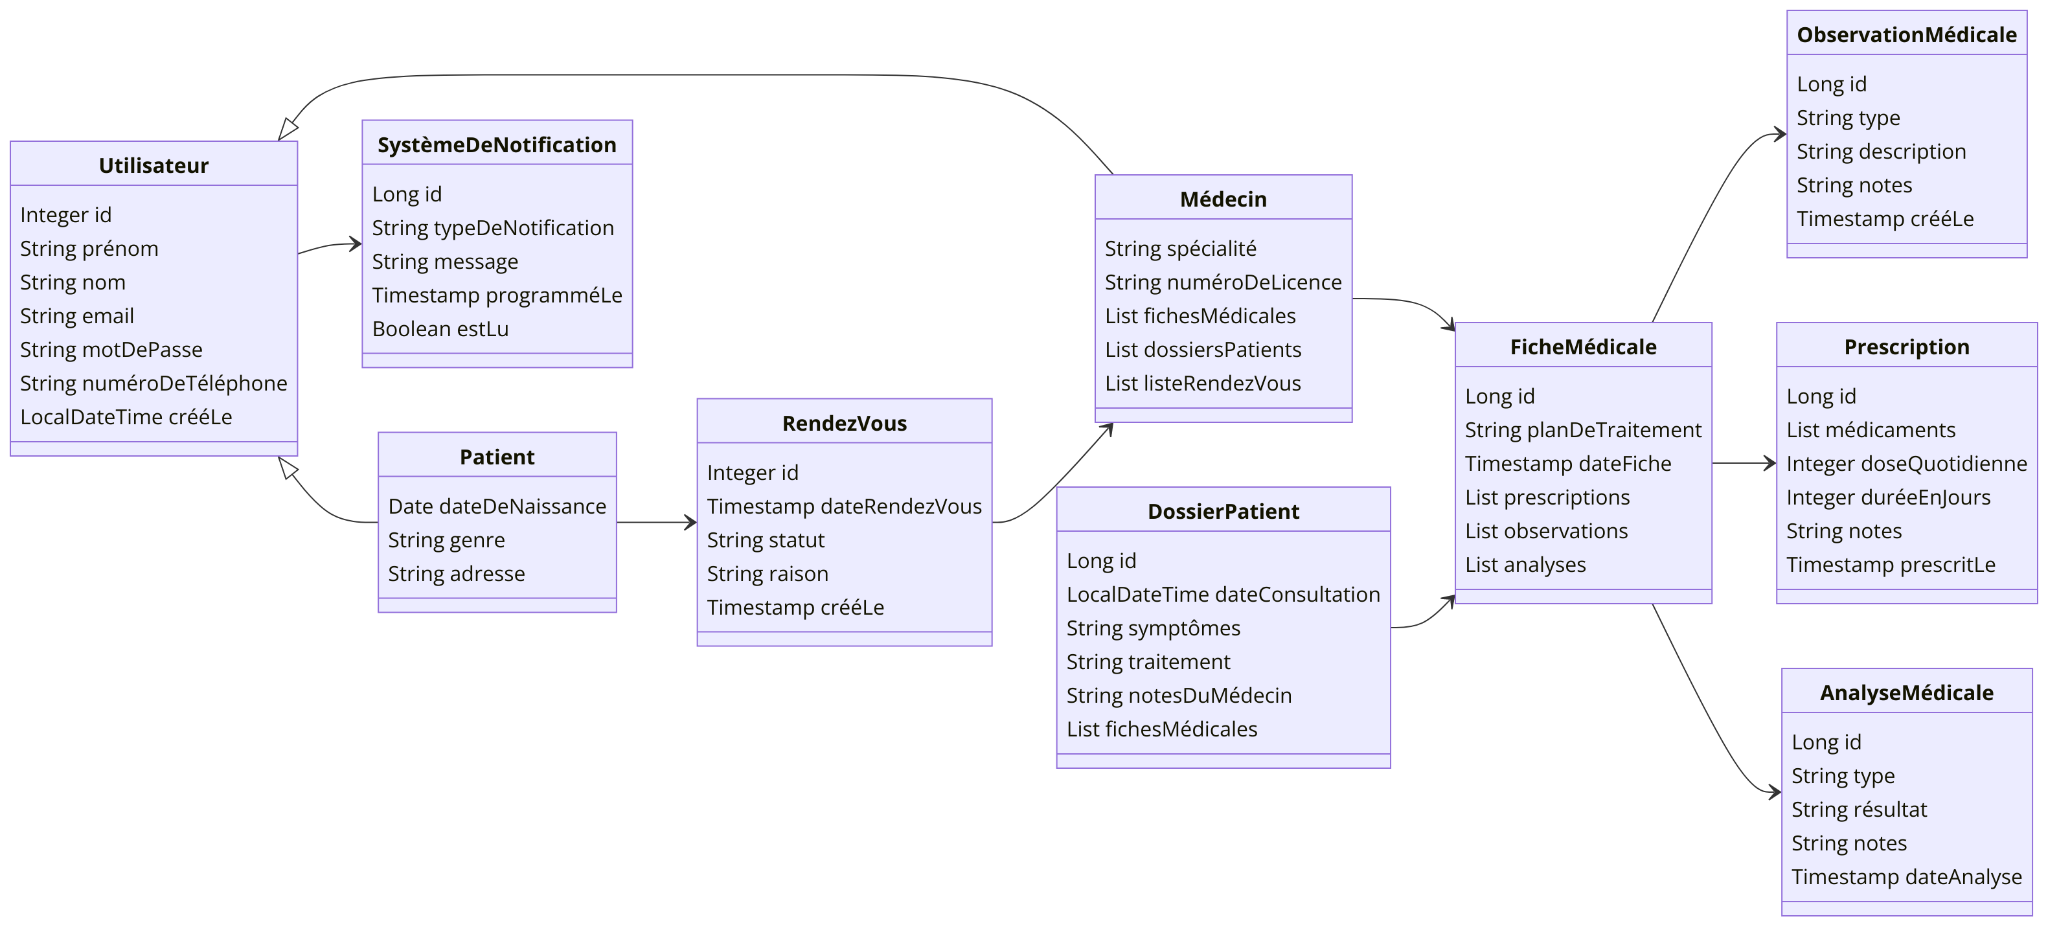 Utilisateur
Integer id
String prénom
String nom
String email
String motDePasse
String numéroDeTéléphone
LocalDateTime crééLe
SystèmeDeNotification
Long id
String typeDeNotification
String message
Timestamp programméLe
Boolean estLu
Patient
Date dateDeNaissance
String genre
String adresse
RendezVous
Integer id
Timestamp dateRendezVous
String statut
String raison
Timestamp crééLe
Médecin
String spécialité
String numéroDeLicence
List fichesMédicales
List dossiersPatients
List listeRendezVous
DossierPatient
Long id
LocalDateTime dateConsultation
String symptômes
String traitement
String notesDuMédecin
List fichesMédicales
FicheMédicale
Long id
String planDeTraitement
Timestamp dateFiche
List prescriptions
List observations
List analyses
ObservationMédicale
Long id
String type
String description
String notes
Timestamp crééLe
Prescription
Long id
List médicaments
Integer doseQuotidienne
Integer duréeEnJours
String notes
Timestamp prescritLe
AnalyseMédicale
Long id
String type
String résultat
String notes
Timestamp dateAnalyse